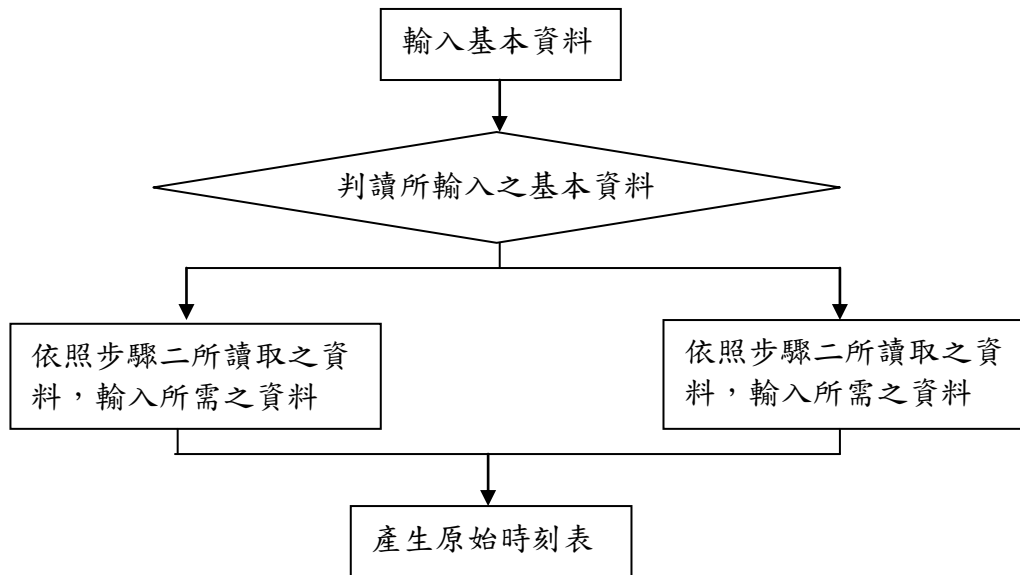 輸入基本資料
判讀所輸入之基本資料
依照步驟二所讀取之資
料，輸入所需之資料
依照步驟二所讀取之資
料，輸入所需之資料
產生原始時刻表